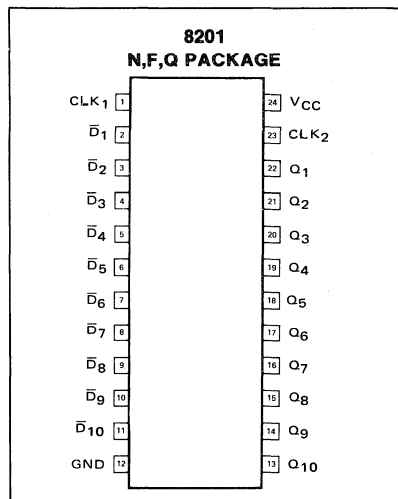 8201
N,F,Q PACKAGE
CLK₁ 1 24 VCC
D̅₁ 2 23 CLK₂
D̅₂ 3 22 Q₁
D̅₃ 4 21 Q₂
D̅₄ 5 20 Q₃
D̅₅ 6 19 Q₄
D̅₆ 7 18 Q₅
D̅₇ 8 17 Q₆
D̅₈ 9 16 Q₇
D̅₉ 10 15 Q₈
D̅₁₀ 11 14 Q₉
GND 12 13 Q₁₀